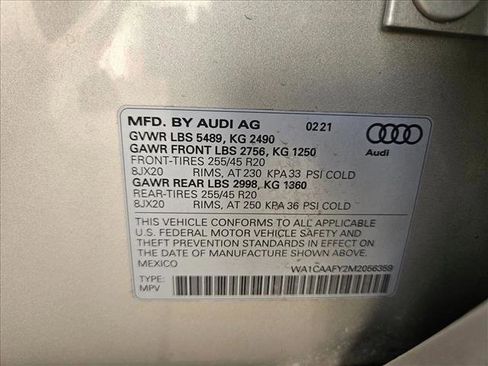 MFD. BY AUDI AG 02 21
GVWR LBS 5489, KG 2490
GAWR FRONT LBS 2756, KG 1250
FRONT-TIRES 255/45 R20
8JX20 RIMS, AT 230 KPA 33 PSI COLD
GAWR REAR LBS 2998, KG 1360
REAR-TIRES 255/45 R20
8JX20 RIMS, AT 250 KPA 36 PSI COLD
Audi
THIS VEHICLE CONFORMS TO ALL APPLICABLE
U.S. FEDERAL MOTOR VEHICLE SAFETY AND
THEFT PREVENTION STANDARDS IN EFFECT ON
THE DATE OF MANUFACTURE SHOWN ABOVE.
MEXICO
WA1CAAFY2M2056359
TYPE:
MPV